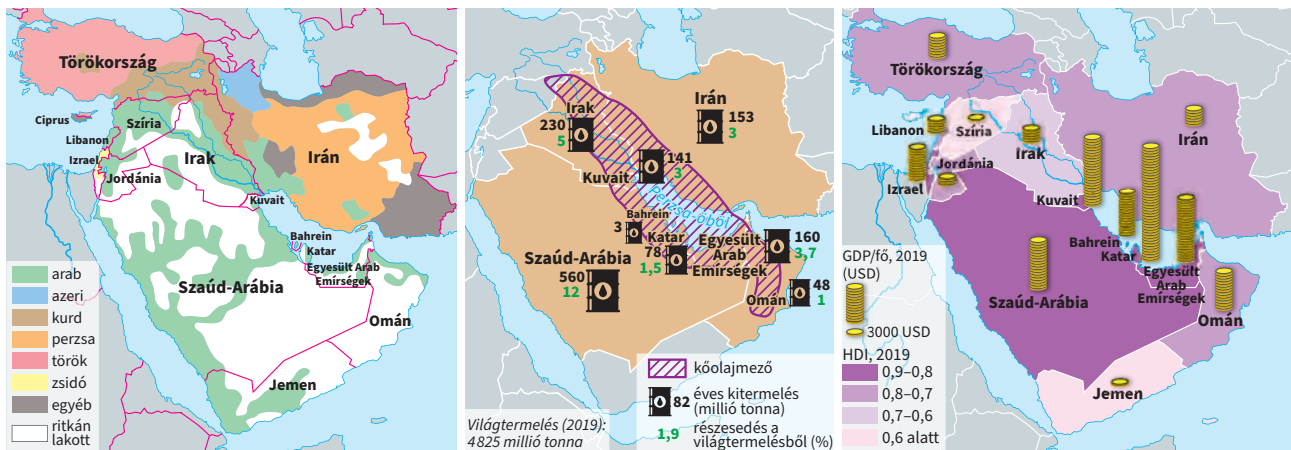 Törökország
Ciprus
Szíria
Libanon
Izrael
Irak
Irán
Jordánia
Kuvait
Bahrein
Katar
Egyesült Arab
Emírségek
Szaúd-Arábia
Omán
Jemen
arab
azeri
kurd
perzsa
török
zsidó
egyéb
ritkán
lakott
Irak
230
5
Irán
153
3
141
3
Kuvait
Perzsa-öböl
Bahrein
3
Katar
78
1,5
Egyesült
Arab
Emírségek
160
3,7
Szaúd-Arábia
560
12
48
1
Omán
kőolajmező
82
éves kitermelés
(millió tonna)
1,9
részesedés a
világtermelésből (%)
Világtermelés (2019):
4825 millió tonna
Törökország
Libanon
Szíria
Irak
Irán
Jordánia
Izrael
Kuvait
Bahrein
Katar
Egyesült
Arab
Emírségek
Szaúd-Arábia
Omán
Jemen
GDP/fő, 2019
(USD)
3000 USD
HDI, 2019
0,9–0,8
0,8–0,7
0,7–0,6
0,6 alatt